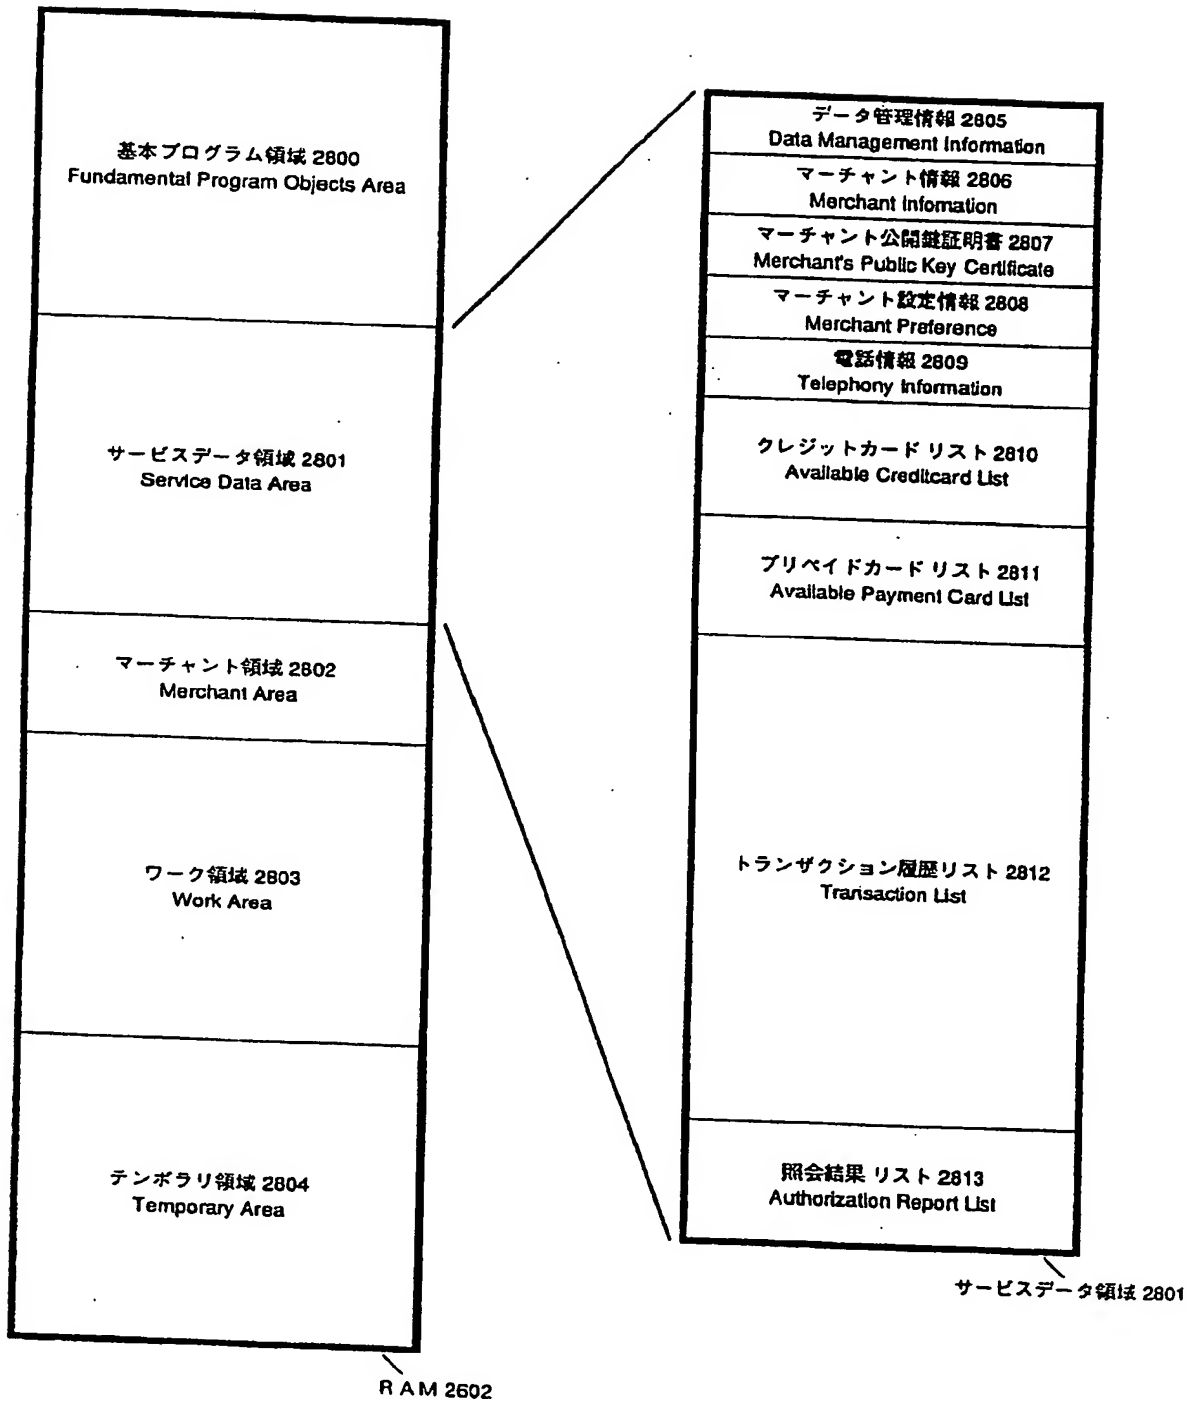 基本プログラム領域 2800
Fundamental Program Objects Area
サービスデータ領域 2801
Service Data Area
マーチャント領域 2802
Merchant Area
ワーク領域 2803
Work Area
テンポラリ領域 2804
Temporary Area
RAM 2602
データ管理情報 2805
Data Management Information
マーチャント情報 2806
Merchant Infomation
マーチャント公開鍵証明書 2807
Merchant's Public Key Certificate
マーチャント設定情報 2808
Merchant Preference
電話情報 2809
Telephony Information
クレジットカード リスト 2810
Available Creditcard List
プリペイドカード リスト 2811
Available Payment Card List
トランザクション履歴リスト 2812
Transaction List
照会結果 リスト 2813
Authorization Report List
サービスデータ領域 2801